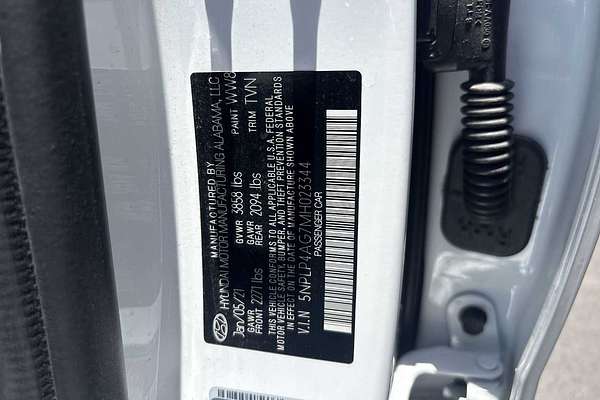 MANUFACTURED BY
HYUNDAI MOTOR MANUFACTURING ALABAMA, LLC
Jan/05/21 GVWR 3858 lbs PAINT WW8
GAWR FRONT 2271 lbs GAWR REAR 2094 lbs TRIM TVN
THIS VEHICLE CONFORMS TO ALL APPLICABLE U.S.A. FEDERAL
MOTOR VEHICLE SAFETY, BUMPER, AND THEFT PREVENTION STANDARDS
IN EFFECT ON THE DATE OF MANUFACTURE SHOWN ABOVE
V.I.N 5NPLP4AG7MH023344
PASSENGER CAR